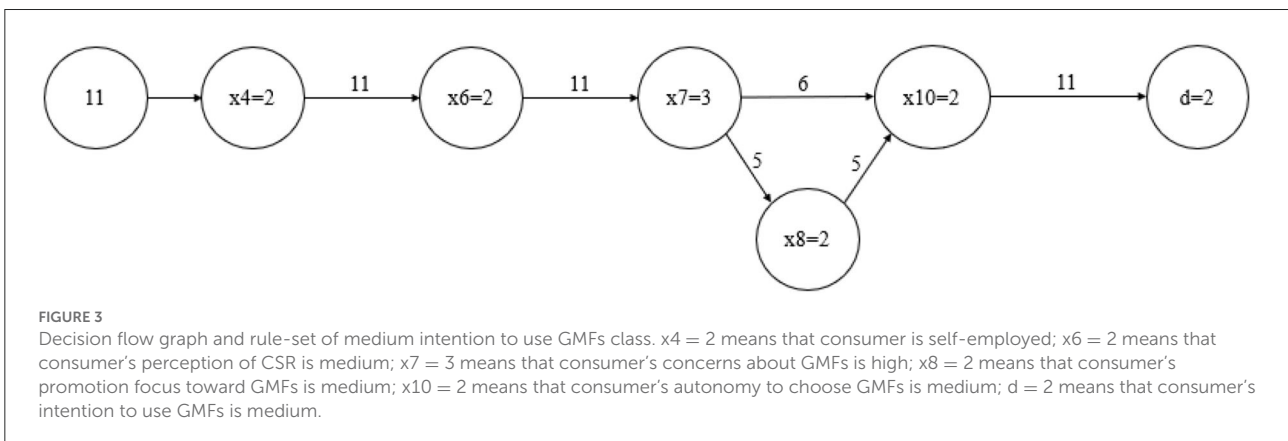 11
x4=2
11
x6=2
11
x7=3
6
x10=2
11
d=2
5
5
x8=2
FIGURE 3
Decision flow graph and rule-set of medium intention to use GMFs class. x4 = 2 means that consumer is self-employed; x6 = 2 means that
consumer's perception of CSR is medium; x7 = 3 means that consumer's concerns about GMFs is high; x8 = 2 means that consumer's
promotion focus toward GMFs is medium; x10 = 2 means that consumer's autonomy to choose GMFs is medium; d = 2 means that consumer's
intention to use GMFs is medium.